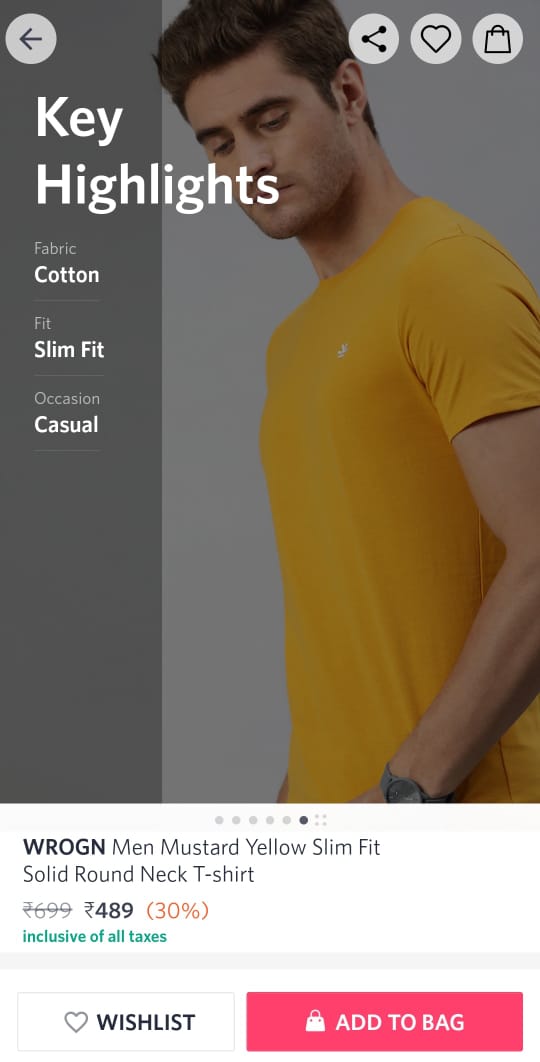 Key
Highlights
Fabric
Cotton
Fit
Slim Fit
Occasion
Casual
WROGN Men Mustard Yellow Slim Fit
Solid Round Neck T-shirt
₹699 ₹489 (30%)
inclusive of all taxes
WISHLIST
ADD TO BAG